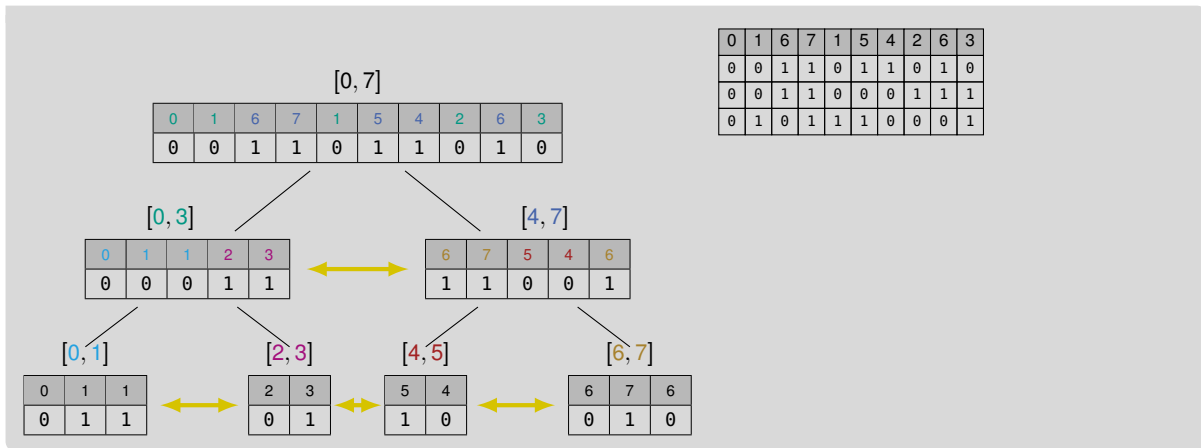 [0, 7]
0 1 6 7 1 5 4 2 6 3
0 0 1 1 0 1 1 0 1 0
[0, 3] [4, 7]
0 1 1 2 3 6 7 5 4 6
0 0 0 1 1 1 1 0 0 1
[0, 1] [2, 3] [4, 5] [6, 7]
0 1 1 2 3 5 4 6 7 6
0 1 1 0 1 1 0 0 1 0
0 1 6 7 1 5 4 2 6 3
0 0 1 1 0 1 1 0 1 0
0 0 1 1 0 0 0 1 1 1
0 1 0 1 1 1 0 0 0 1